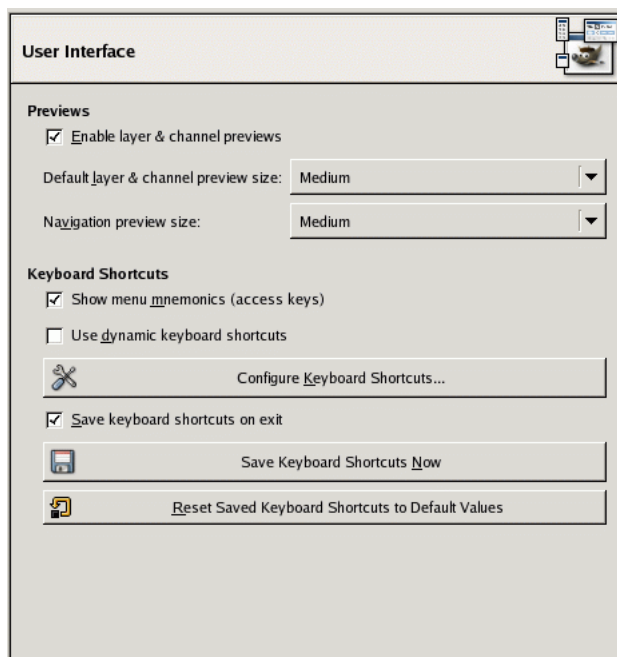 User Interface
Previews
Enable layer & channel previews
Default layer & channel preview size: Medium
Navigation preview size: Medium
Keyboard Shortcuts
Show menu mnemonics (access keys)
Use dynamic keyboard shortcuts
Configure Keyboard Shortcuts...
Save keyboard shortcuts on exit
Save Keyboard Shortcuts Now
Reset Saved Keyboard Shortcuts to Default Values